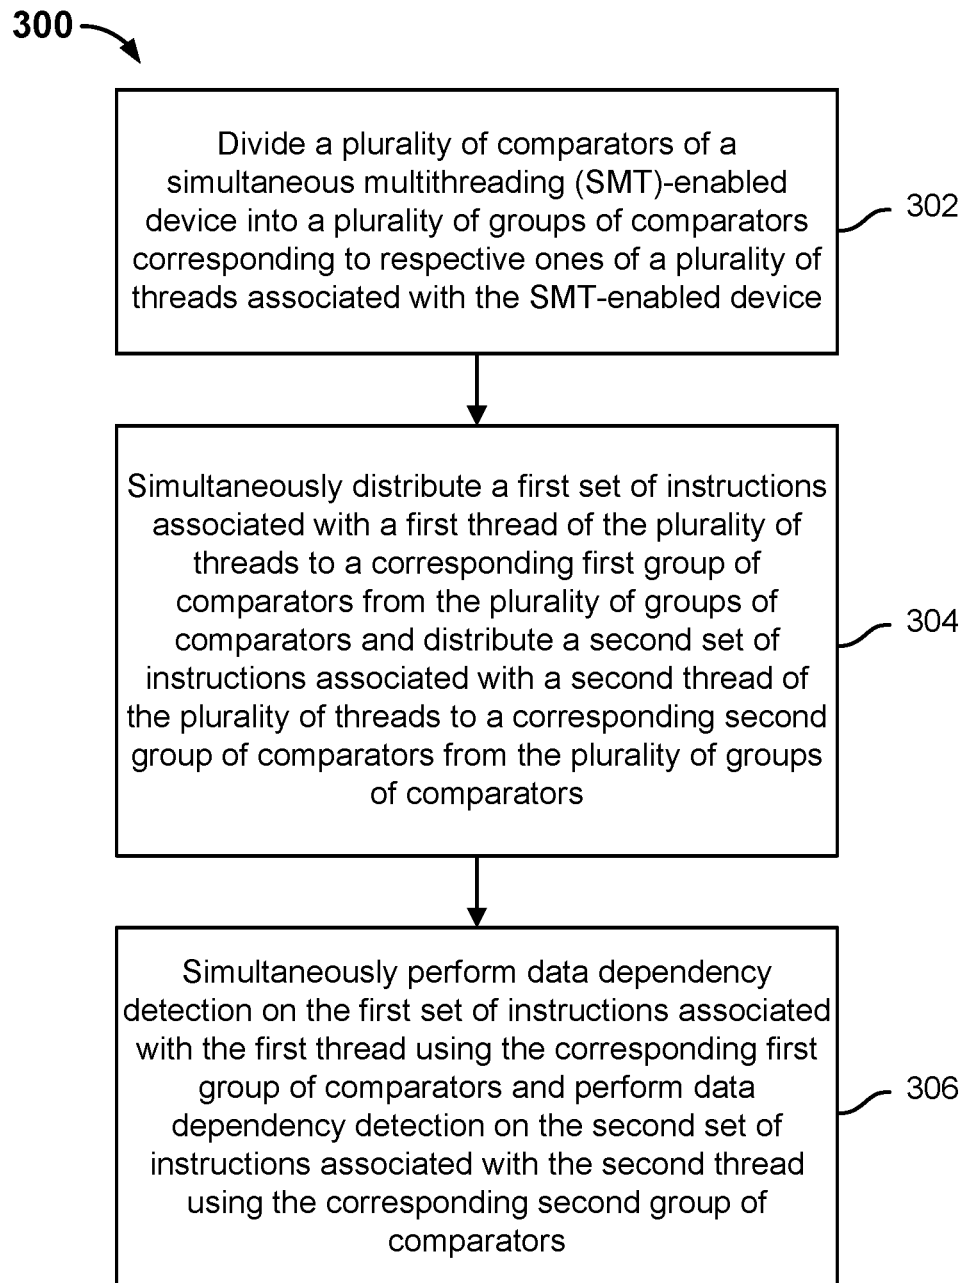 300
Divide a plurality of comparators of a
simultaneous multithreading (SMT)-enabled
device into a plurality of groups of comparators
corresponding to respective ones of a plurality of
threads associated with the SMT-enabled device
302
Simultaneously distribute a first set of instructions
associated with a first thread of the plurality of
threads to a corresponding first group of
comparators from the plurality of groups of
comparators and distribute a second set of
instructions associated with a second thread of
the plurality of threads to a corresponding second
group of comparators from the plurality of groups
of comparators
304
Simultaneously perform data dependency
detection on the first set of instructions associated
with the first thread using the corresponding first
group of comparators and perform data
dependency detection on the second set of
instructions associated with the second thread
using the corresponding second group of
comparators
306